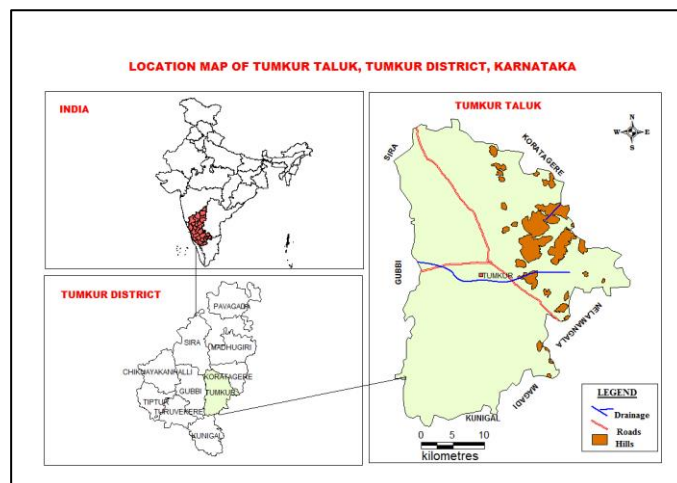 LOCATION MAP OF TUMKUR TALUK, TUMKUR DISTRICT, KARNATAKA
INDIA
TUMKUR DISTRICT
PAVAGADA
SIRA
MADHUGIRI
CHIKNAYAKANHALLI
KORATAGERE
GUBBI
TUMKUR
TIPTUR
TURUVEKERE
KUNIGAL
TUMKUR TALUK
N
W E
S
SIRA
KORATAGERE
GUBBI
TUMKUR
NELAMANGALA
MAGADI
KUNIGAL
0 5 10
kilometres
LEGEND
Drainage
Roads
Hills